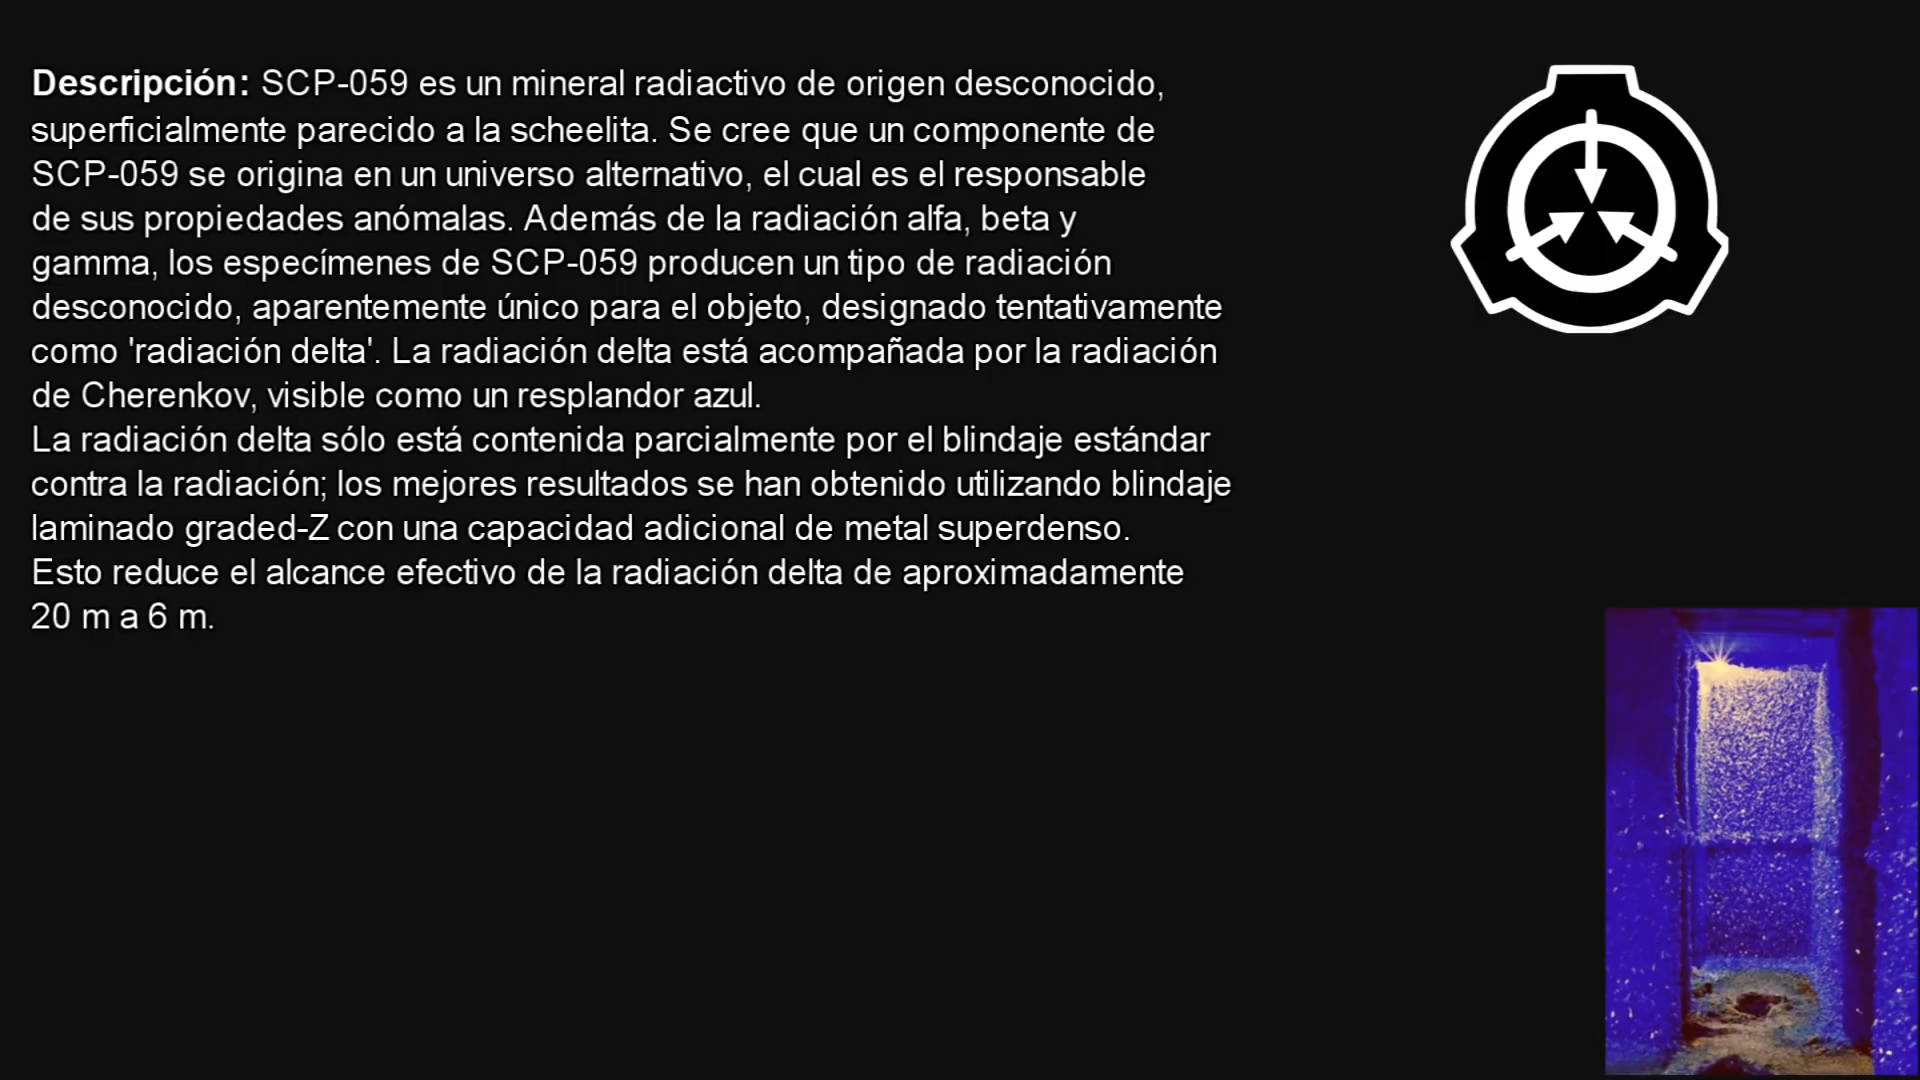 Descripción: SCP-059 es un mineral radiactivo de origen desconocido,
superficialmente parecido a la scheelita. Se cree que un componente de
SCP-059 se origina en un universo alternativo, el cual es el responsable
de sus propiedades anómalas. Además de la radiación alfa, beta y
gamma, los especímenes de SCP-059 producen un tipo de radiación
desconocido, aparentemente único para el objeto, designado tentativamente
como 'radiación delta'. La radiación delta está acompañada por la radiación
de Cherenkov, visible como un resplandor azul.
La radiación delta sólo está contenida parcialmente por el blindaje estándar
contra la radiación; los mejores resultados se han obtenido utilizando blindaje
laminado graded-Z con una capacidad adicional de metal superdenso.
Esto reduce el alcance efectivo de la radiación delta de aproximadamente
20 m a 6 m.